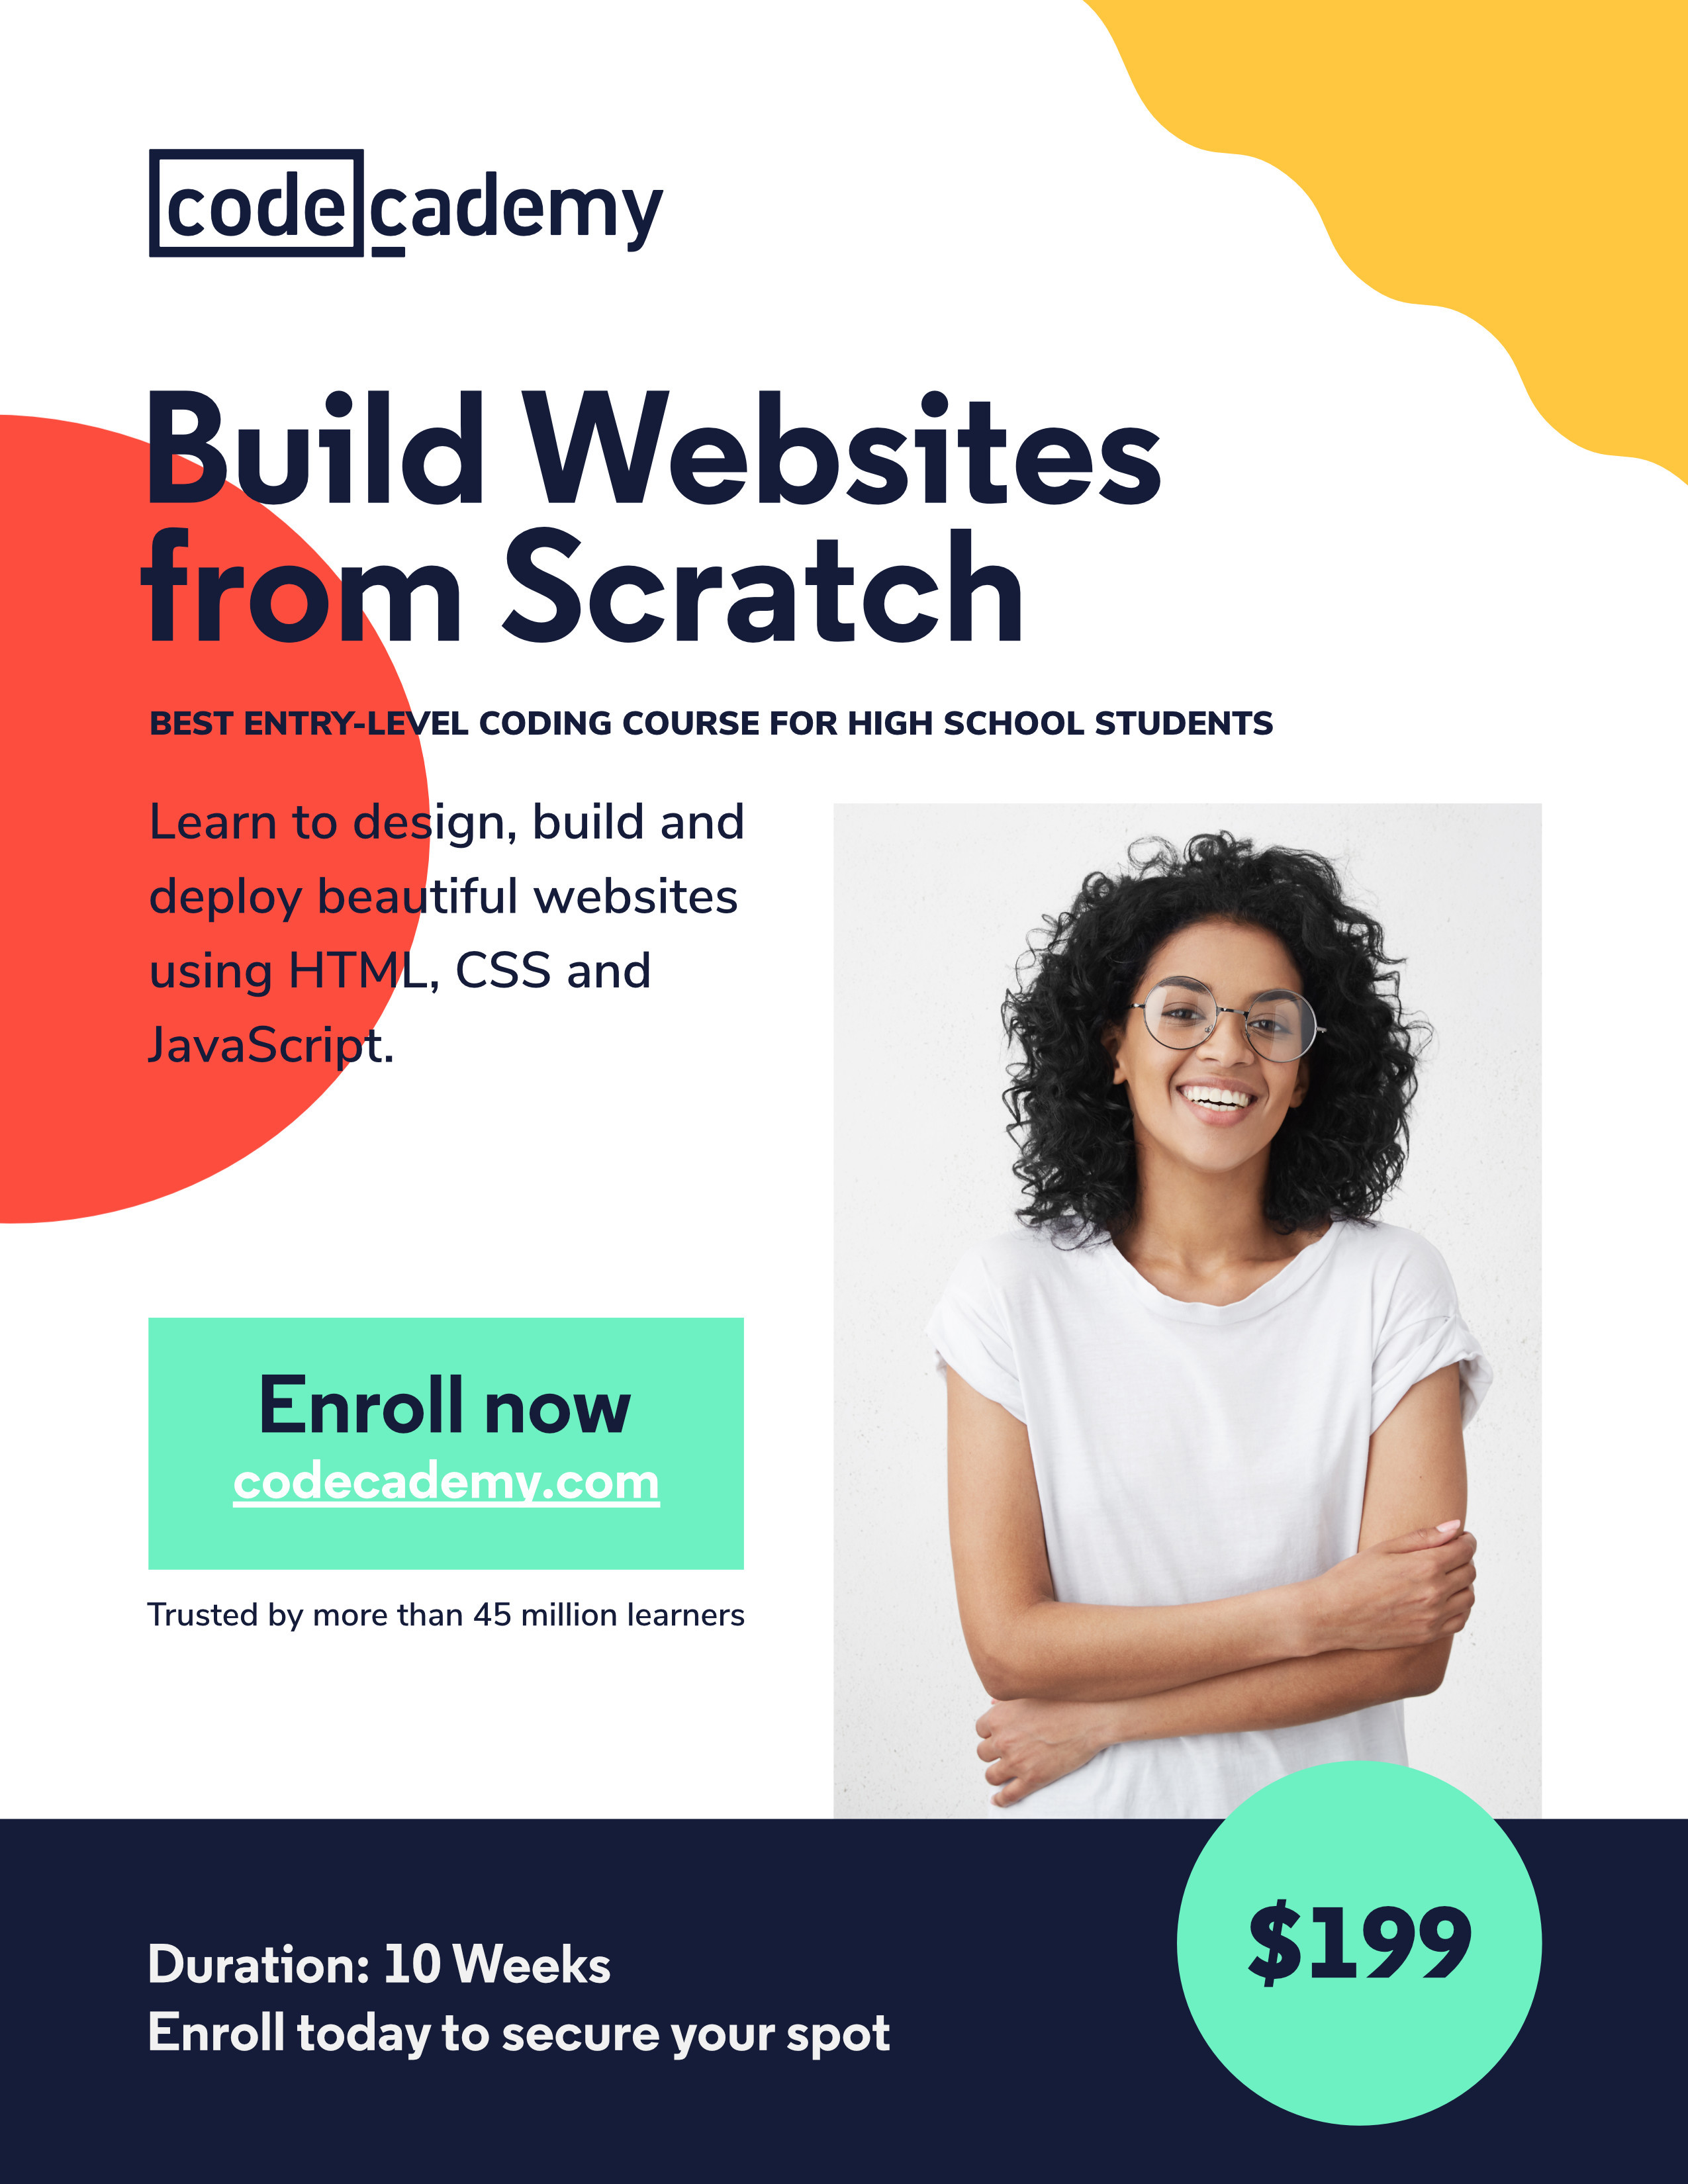 codecademy
Build Websites
from Scratch
BEST ENTRY-LEVEL CODING COURSE FOR HIGH SCHOOL STUDENTS
Learn to design, build and
deploy beautiful websites
using HTML, CSS and
JavaScript.
Enroll now
codecademy.com
Trusted by more than 45 million learners
Duration: 10 Weeks
Enroll today to secure your spot
$199